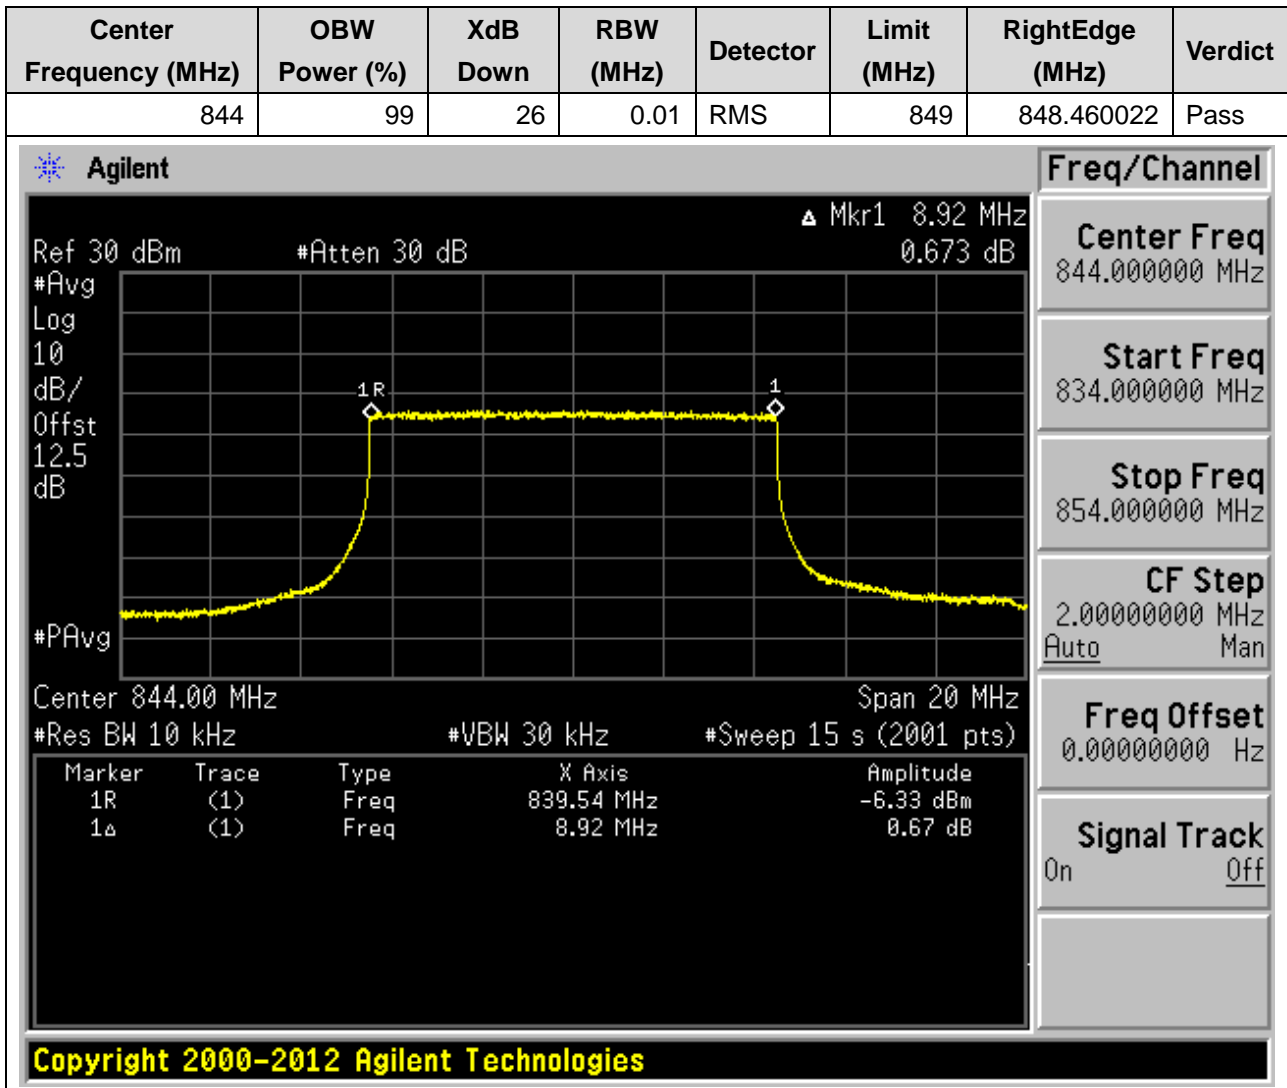 Center Frequency (MHz) OBW Power (%) XdB Down RBW (MHz) Detector Limit (MHz) RightEdge (MHz) Verdict
844 99 26 0.01 RMS 849 848.460022 Pass
Agilent
Freq/Channel
Δ Mkr1 8.92 MHz
Ref 30 dBm #Atten 30 dB 0.673 dB
#Avg
Log
10
dB/
Offst
12.5
dB
1R
1
#PAvg
Center 844.00 MHz Span 20 MHz
#Res BW 10 kHz #VBW 30 kHz #Sweep 15 s (2001 pts)
Marker Trace Type X Axis Amplitude
1R (1) Freq 839.54 MHz -6.33 dBm
1Δ (1) Freq 8.92 MHz 0.67 dB
Center Freq
844.000000 MHz
Start Freq
834.000000 MHz
Stop Freq
854.000000 MHz
CF Step
2.00000000 MHz
Auto Man
Freq Offset
0.00000000 Hz
Signal Track
On Off
Copyright 2000-2012 Agilent Technologies